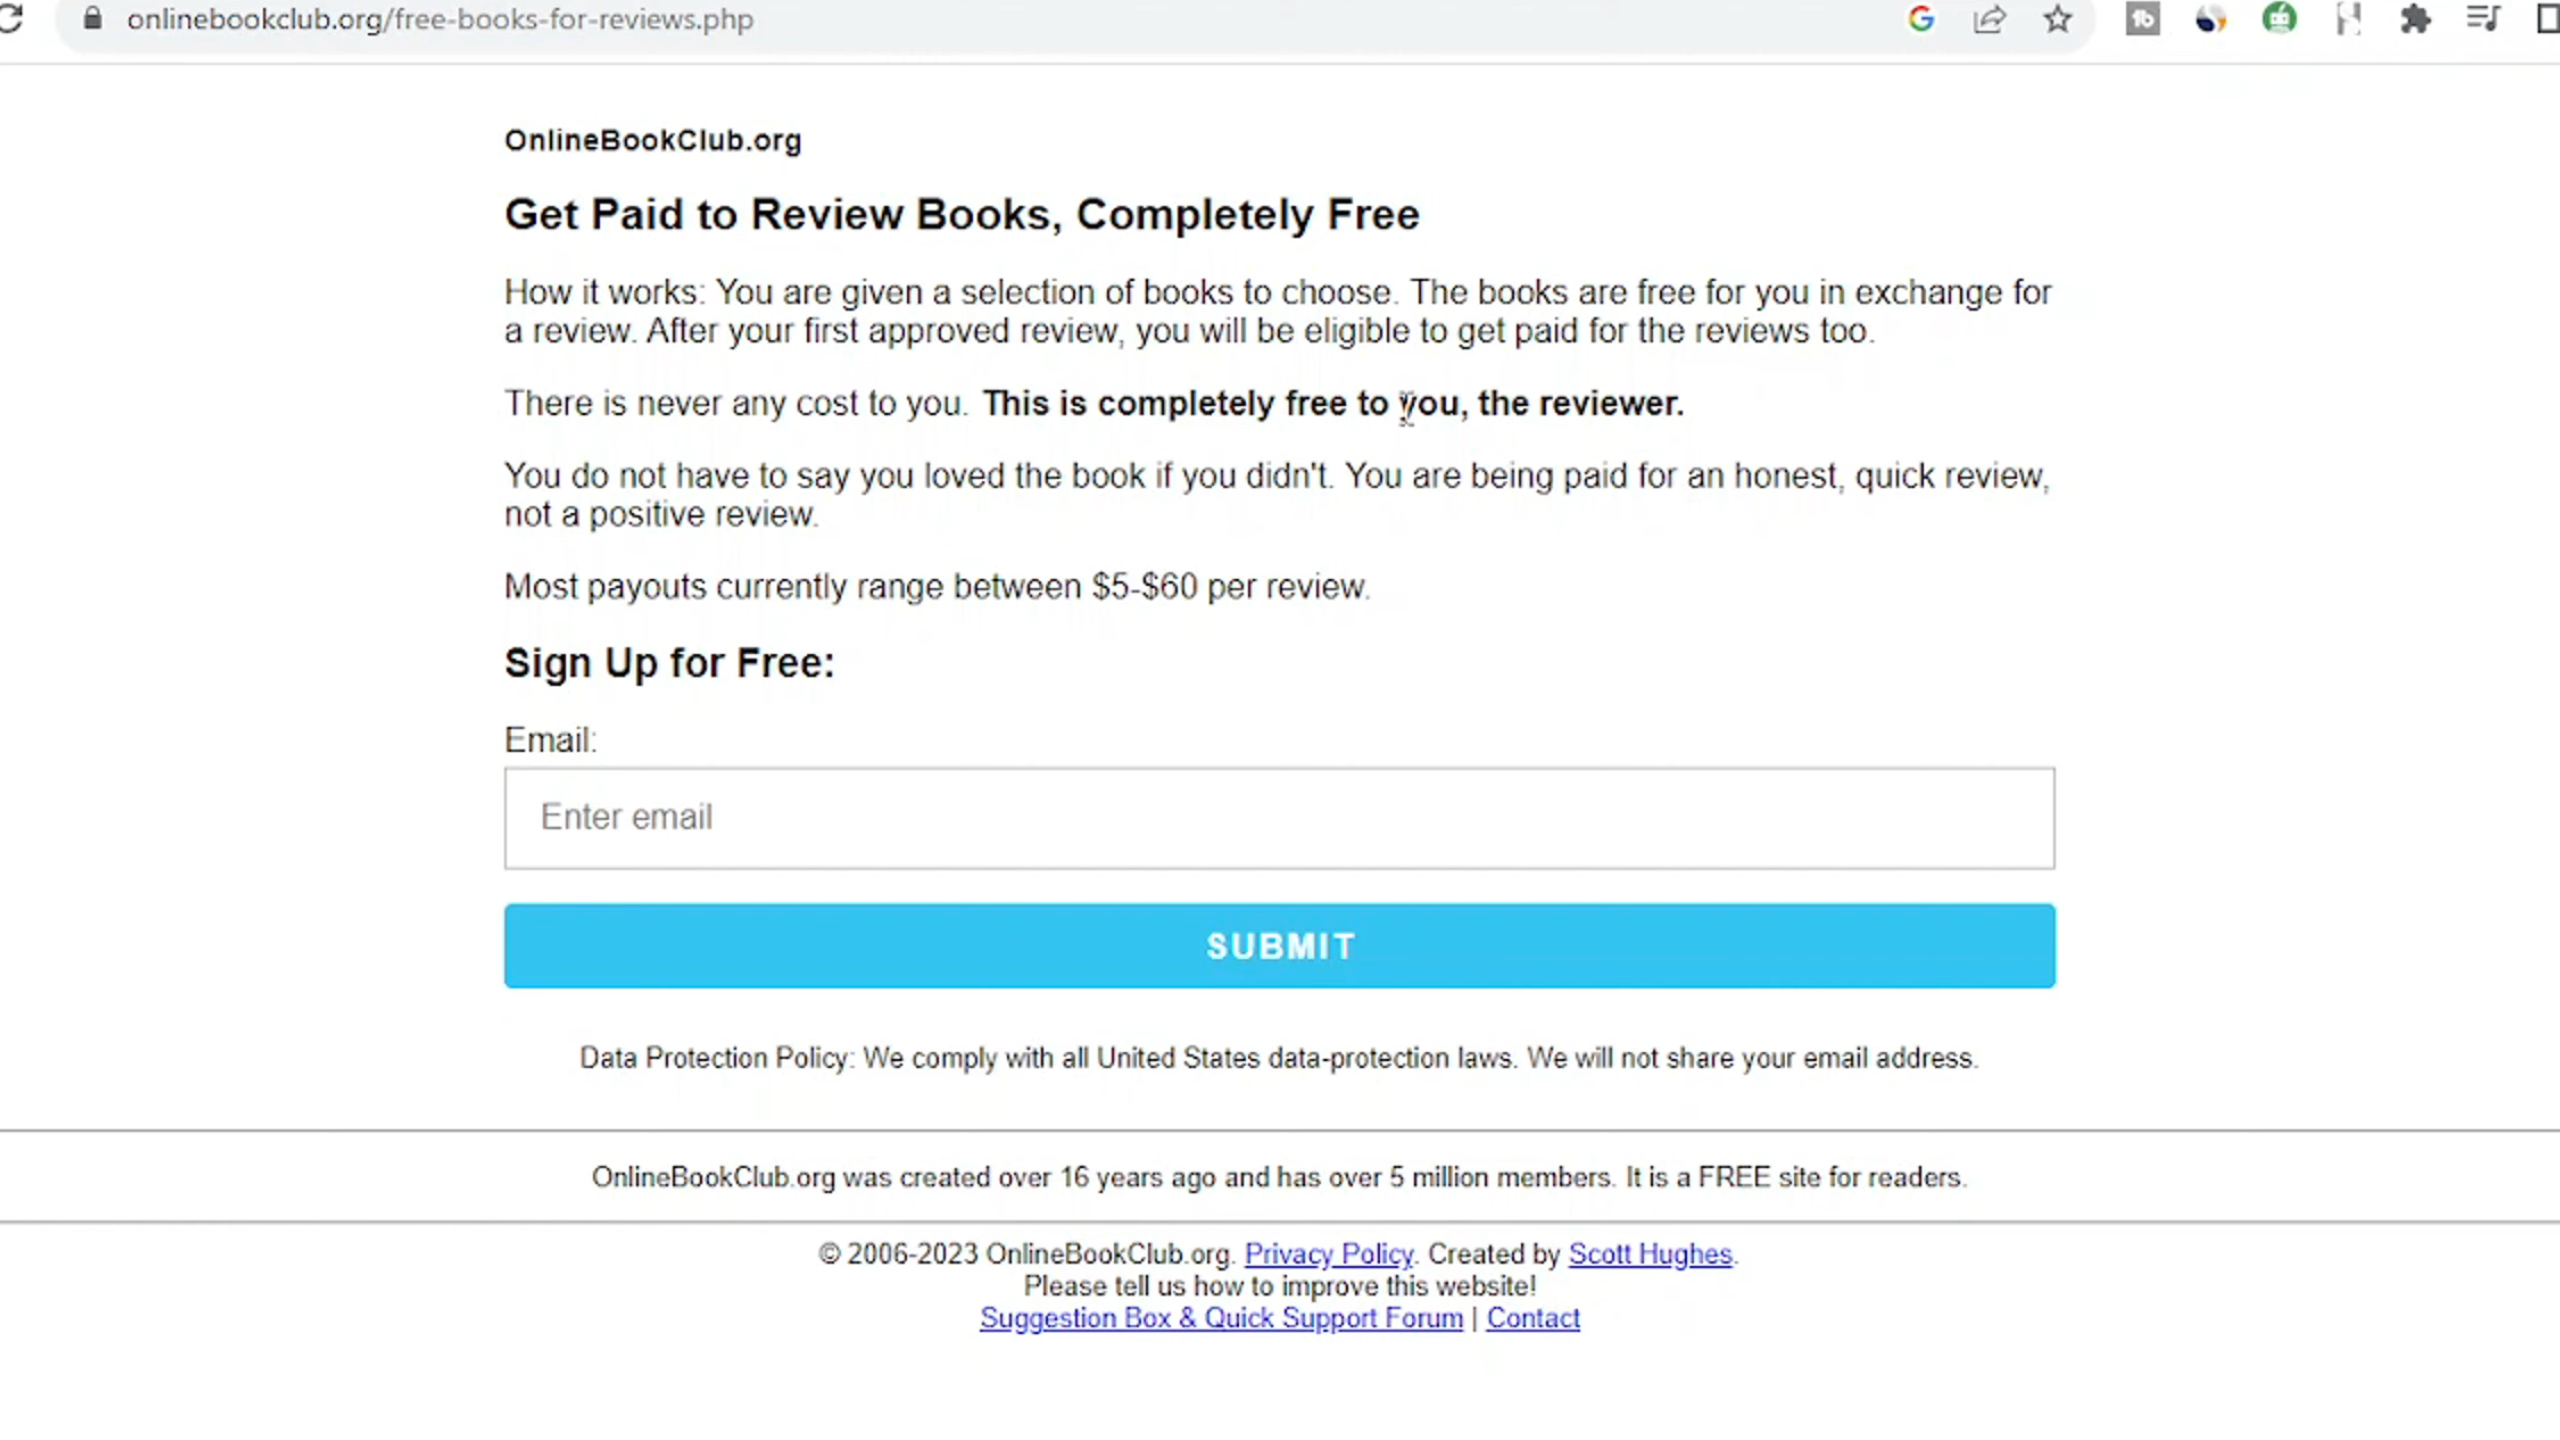 onlinebookclub.org/free-books-for-reviews.php
OnlineBookClub.org
Get Paid to Review Books, Completely Free
How it works: You are given a selection of books to choose. The books are free for you in exchange for
a review. After your first approved review, you will be eligible to get paid for the reviews too.
There is never any cost to you. This is completely free to you, the reviewer.
You do not have to say you loved the book if you didn't. You are being paid for an honest, quick review,
not a positive review.
Most payouts currently range between $5-$60 per review.
Sign Up for Free:
Email:
Enter email
SUBMIT
Data Protection Policy: We comply with all United States data-protection laws. We will not share your email address.
OnlineBookClub.org was created over 16 years ago and has over 5 million members. It is a FREE site for readers.
© 2006-2023 OnlineBookClub.org. Privacy Policy. Created by Scott Hughes.
Please tell us how to improve this website!
Suggestion Box & Quick Support Forum | Contact